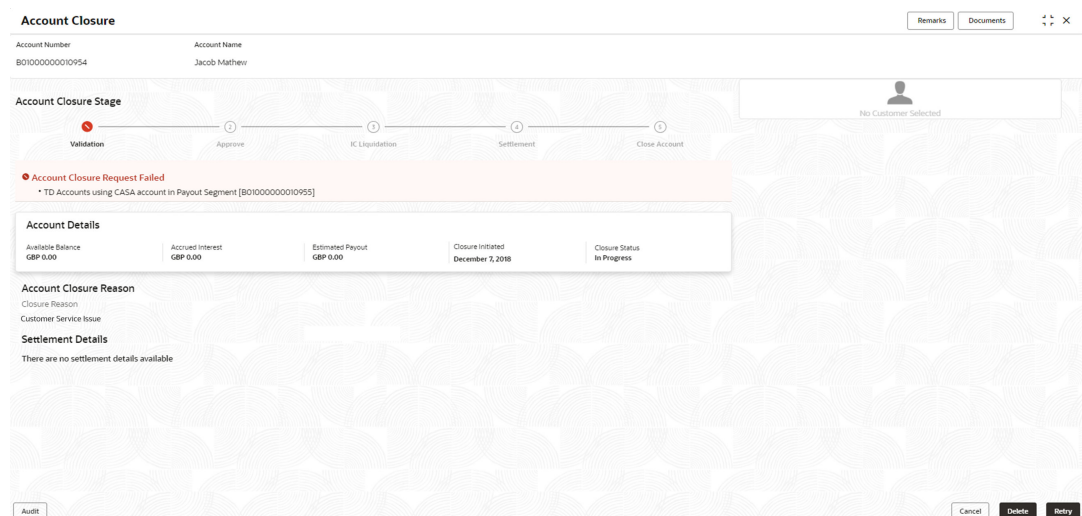 Account Closure
Remarks
Documents
Account Number
Account Name
B01000000010954
Jacob Mathew
No Customer Selected
Account Closure Stage
2
3
4
5
Validation
Approve
IC Liquidation
Settlement
Close Account
Account Closure Request Failed
• TD Accounts using CASA account in Payout Segment [B01000000010955]
Account Details
Available Balance
Accrued Interest
Estimated Payout
Closure Initiated
Closure Status
GBP 0.00
GBP 0.00
GBP 0.00
December 7, 2018
In Progress
Account Closure Reason
Closure Reason
Customer Service Issue
Settlement Details
There are no settlement details available
Audit
Cancel
Delete
Retry